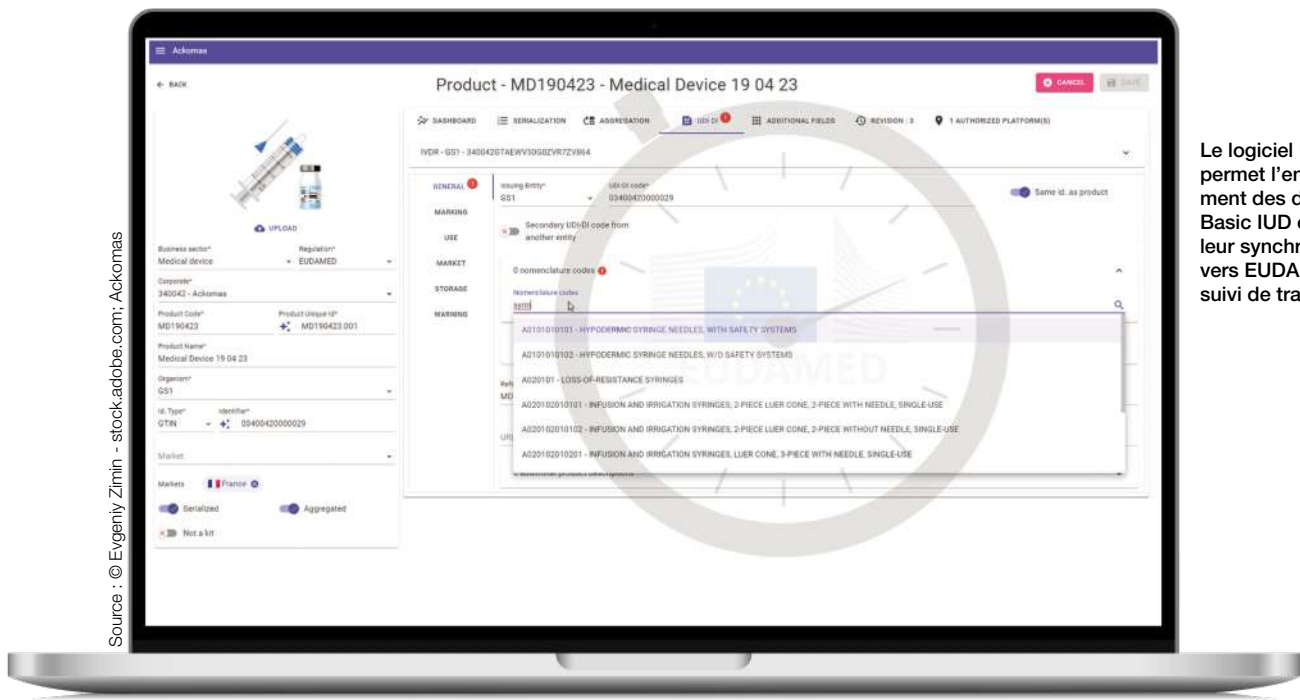 Ackomas
BACK
Product - MD190423 - Medical Device 19 04 23
CANCEL
SAVE
DASHBOARD
SERIALIZATION
AGGREGATION
UDI DI
ADDITIONAL FIELDS
REVISION : 3
1 AUTHORIZED PLATFORM(S)
UPLOAD
Business sector* Regulation*
Medical device EUDAMED
Corporate*
340042 - Ackomas
Product Code* Product Unique Id*
MD190423 MD190423.001
Product Name*
Medical Device 19 04 23
Organism*
GS1
Id. Type* Identifier*
GTIN 03400420000029
Market
Markets France
Serialized Aggregated
Not a kit
GENERAL
MARKING
USE
MARKET
STORAGE
WARNING
Issuing Entity* UDI-DI code*
GS1 03400420000029
Same id. as product
Secondary UDI-DI code from
another entity
0 nomenclature codes
Nomenclature codes
A0101010101 - HYPODERMIC SYRINGE NEEDLES, WITH SAFETY SYSTEMS
A0101010102 - HYPODERMIC SYRINGE NEEDLES, W/O SAFETY SYSTEMS
A020101 - LOSS-OF-RESISTANCE SYRINGES
A020102010101 - INFUSION AND IRRIGATION SYRINGES, 2-PIECE LUER CONE, 2-PIECE WITH NEEDLE, SINGLE-USE
A020102010102 - INFUSION AND IRRIGATION SYRINGES, 2-PIECE LUER CONE, 2-PIECE WITHOUT NEEDLE, SINGLE-USE
A020102010201 - INFUSION AND IRRIGATION SYRINGES, LUER CONE, 3-PIECE WITH NEEDLE, SINGLE-USE
EUDAMED
Source : © Evgeniy Zimin - stock.adobe.com; Ackomas
Le logiciel
permet l'en
ment des d
Basic IUD
leur synchr
vers EUDA
suivi de tra